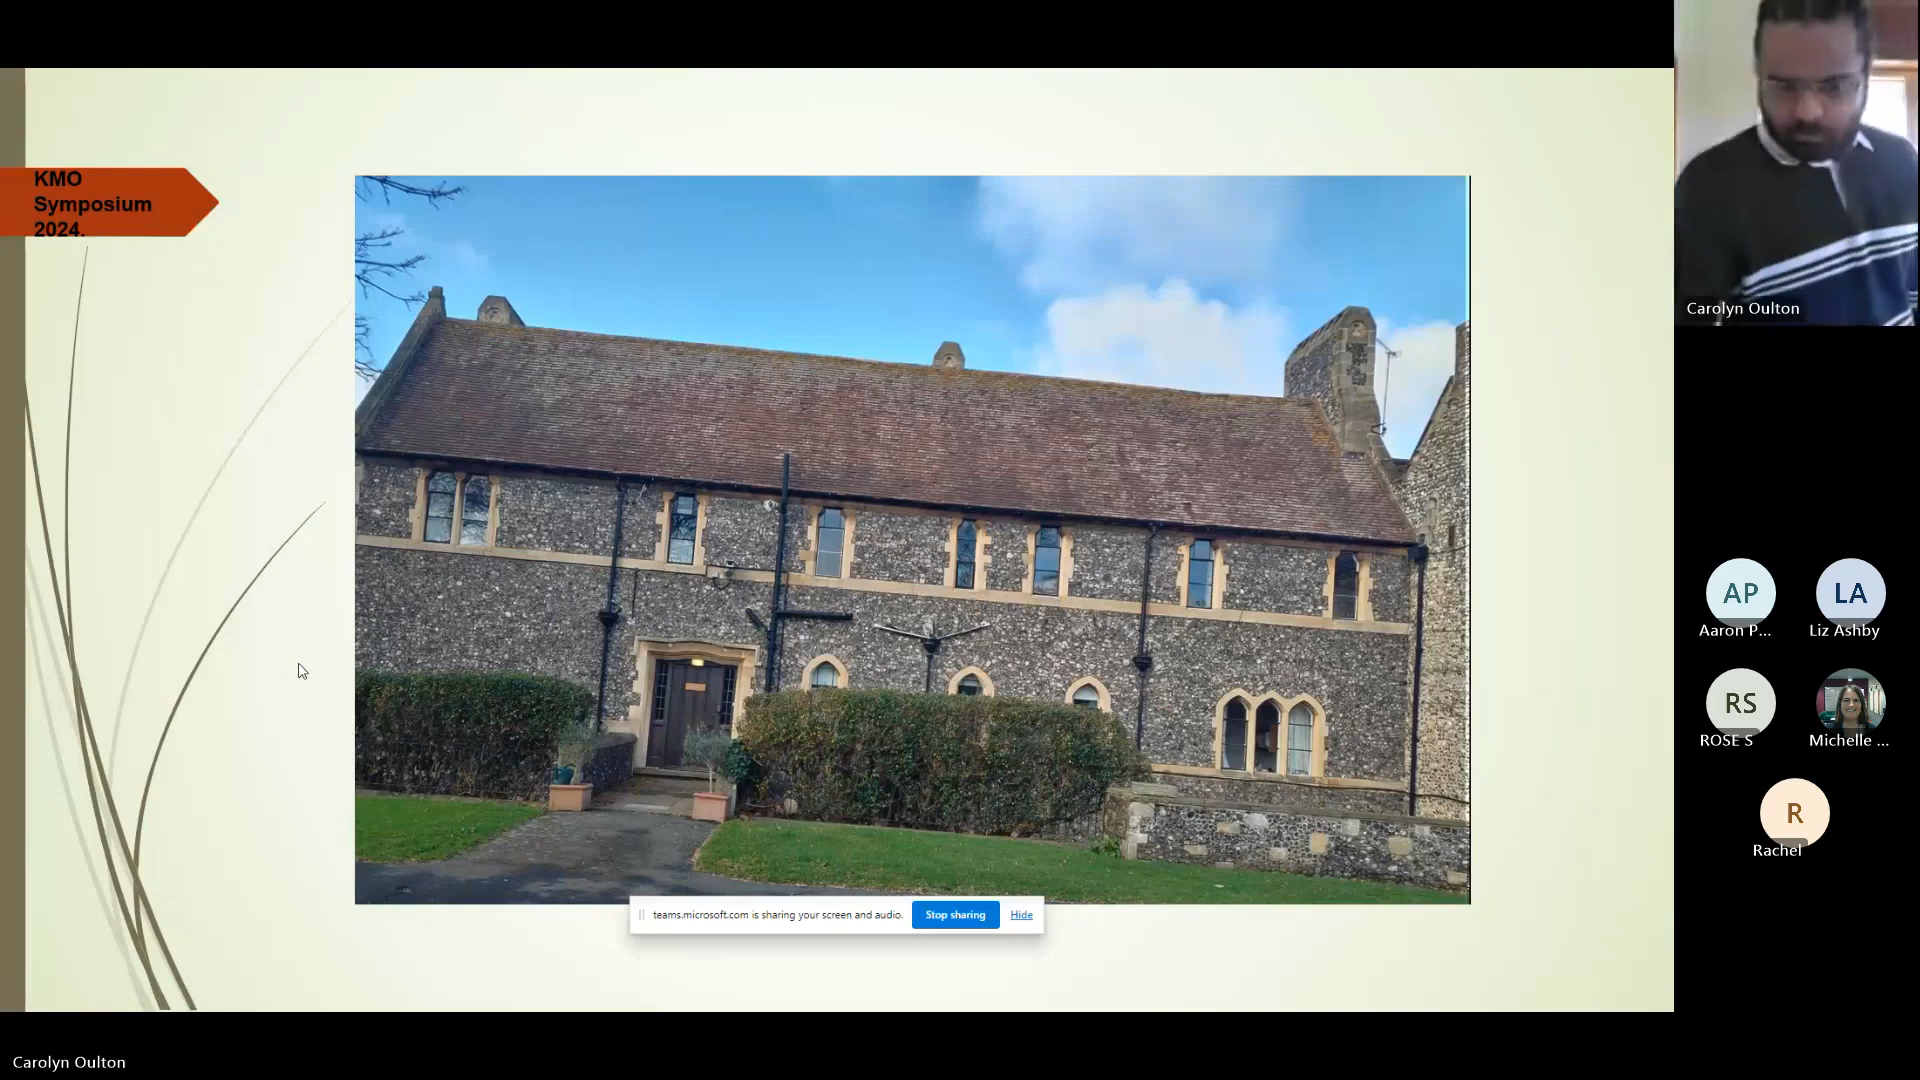 KMO
Symposium
2024.
teams.microsoft.com is sharing your screen and audio.
Stop sharing
Hide
Carolyn Oulton
AP
Aaron P...
LA
Liz Ashby
RS
ROSE S
Michelle ...
R
Rachel
Carolyn Oulton